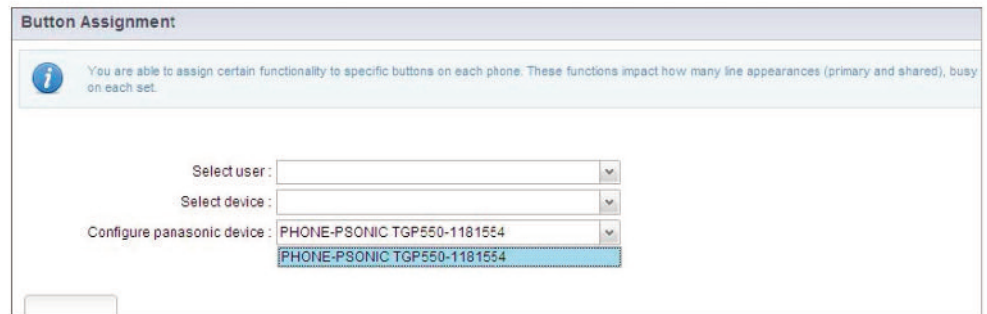 Button Assignment
You are able to assign certain functionality to specific buttons on each phone. These functions impact how many line appearances (primary and shared), busy
on each set.
Select user :
Select device :
Configure panasonic device : PHONE-PSONIC TGP550-1181554
PHONE-PSONIC TGP550-1181554